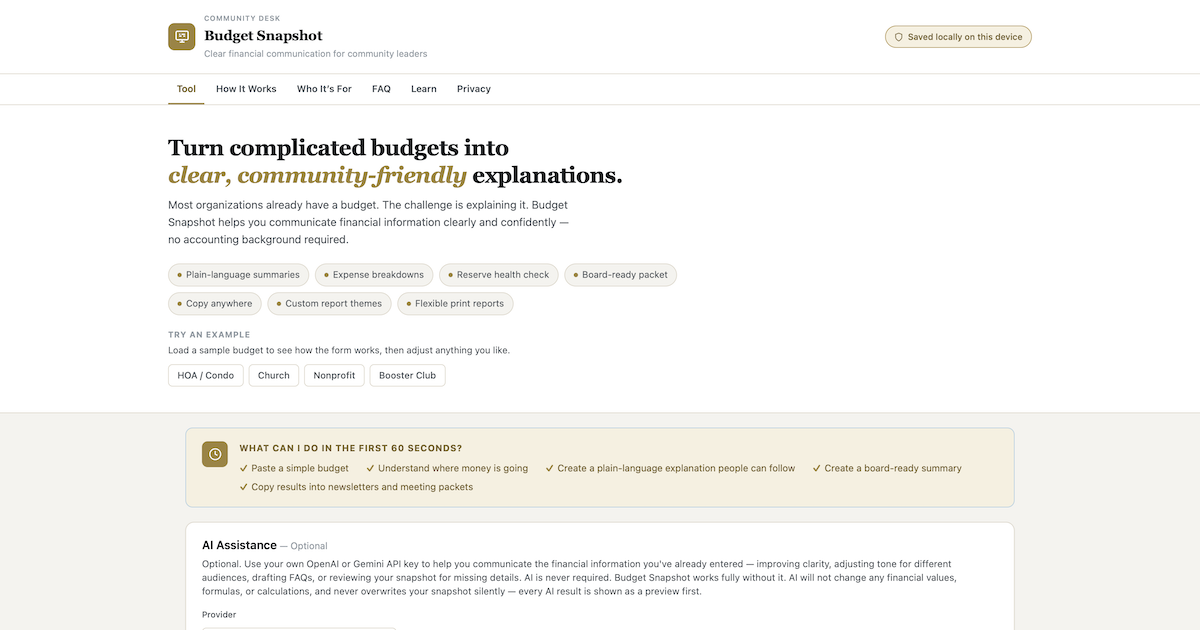 COMMUNITY DESK
Budget Snapshot
Clear financial communication for community leaders
Saved locally on this device
Tool How It Works Who It's For FAQ Learn Privacy
Turn complicated budgets into
clear, community-friendly explanations.
Most organizations already have a budget. The challenge is explaining it. Budget
Snapshot helps you communicate financial information clearly and confidently —
no accounting background required.
Plain-language summaries Expense breakdowns Reserve health check Board-ready packet
Copy anywhere Custom report themes Flexible print reports
TRY AN EXAMPLE
Load a sample budget to see how the form works, then adjust anything you like.
HOA / Condo Church Nonprofit Booster Club
WHAT CAN I DO IN THE FIRST 60 SECONDS?
Paste a simple budget Understand where money is going Create a plain-language explanation people can follow Create a board-ready summary
Copy results into newsletters and meeting packets
AI Assistance — Optional
Optional. Use your own OpenAI or Gemini API key to help you communicate the financial information you've already entered — improving clarity, adjusting tone for different
audiences, drafting FAQs, or reviewing your snapshot for missing details. AI is never required. Budget Snapshot works fully without it. AI will not change any financial values,
formulas, or calculations, and never overwrites your snapshot silently — every AI result is shown as a preview first.
Provider